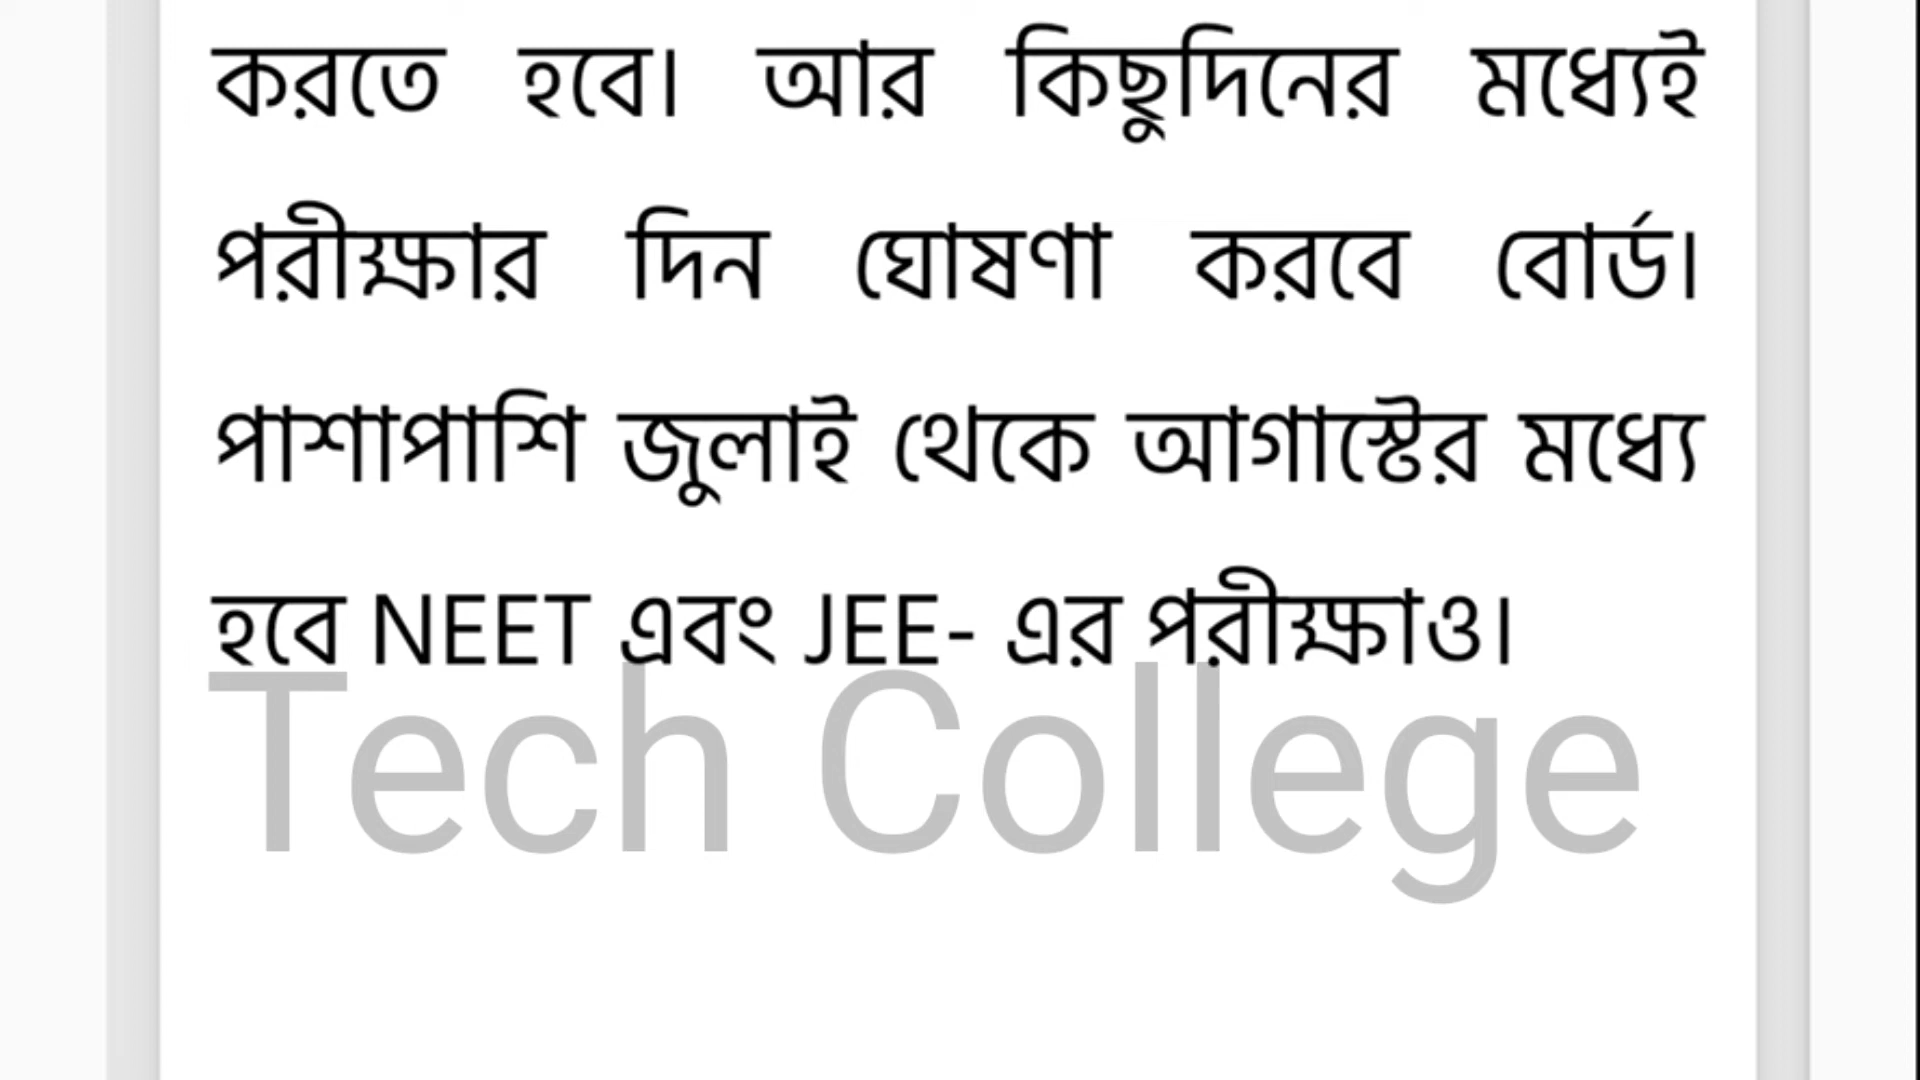 করতে হবে। আর কিছুদিনের মধ্যেই
পরীক্ষার দিন ঘোষণা করবে বোর্ড।
পাশাপাশি জুলাই থেকে আগাস্টের মধ্যে
হবে NEET এবং JEE- এর পরীক্ষাও।
Tech College